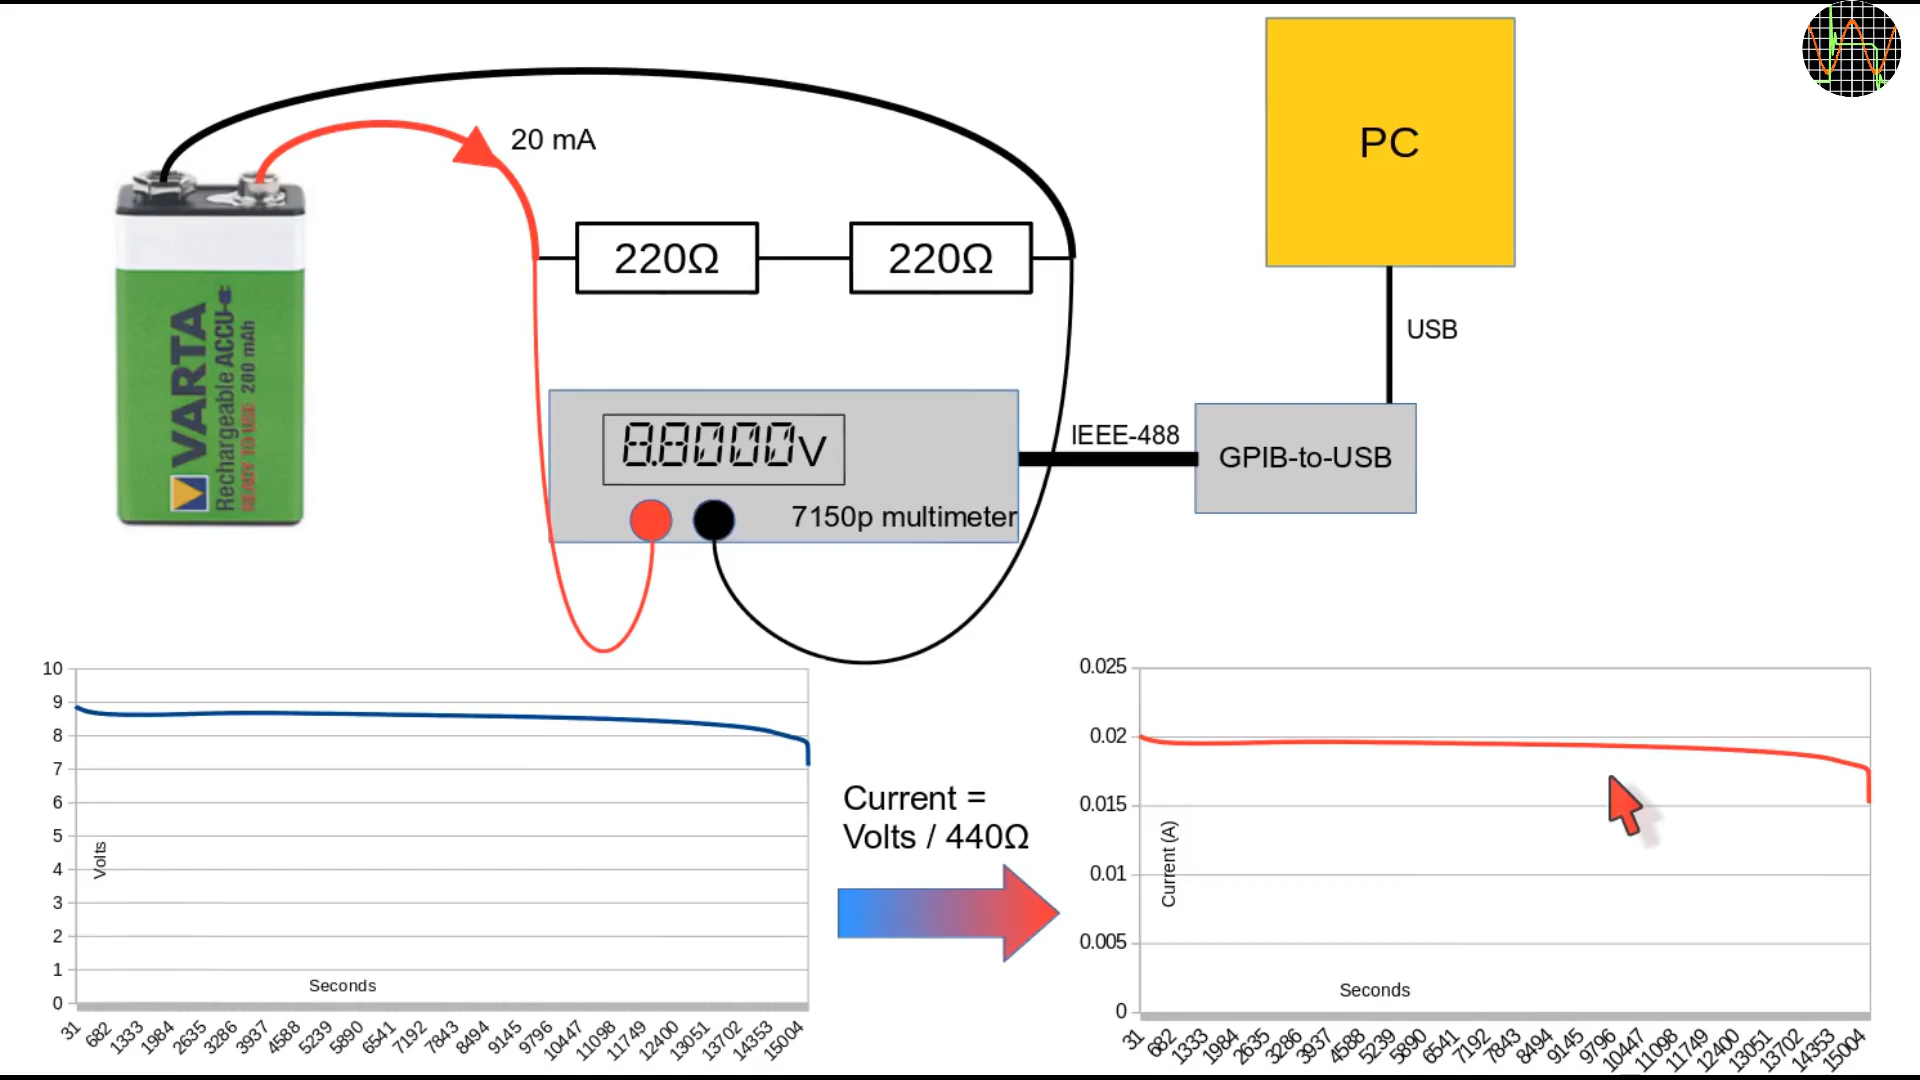 20 mA
PC
220Ω
220Ω
USB
VARTA
Rechargeable ACCU
READY TO USE 200 mAh
8.8000V
IEEE-488
GPIB-to-USB
7150p multimeter
10
9
8
7
6
5
4
3
2
1
0
Volts
Seconds
31 682 1333 1984 2635 3286 3937 4588 5239 5890 6541 7192 7843 8494 9145 9796 10447 11098 11749 12400 13051 13702 14353 15004
Current =
Volts / 440Ω
0.025
0.02
0.015
0.01
0.005
0
Current (A)
Seconds
31 682 1333 1984 2635 3286 3937 4588 5239 5890 6541 7192 7843 8494 9145 9796 10447 11098 11749 12400 13051 13702 14353 15004